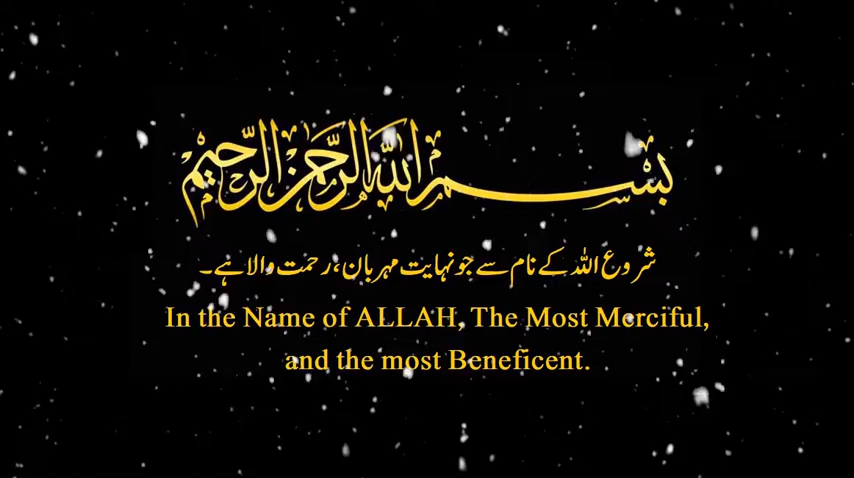 بسم الله الرحمن الرحيم
شروع اللہ کے نام سے جو نہایت مہربان، رحمت والا ہے۔
In the Name of ALLAH, The Most Merciful,
and the most Beneficent.